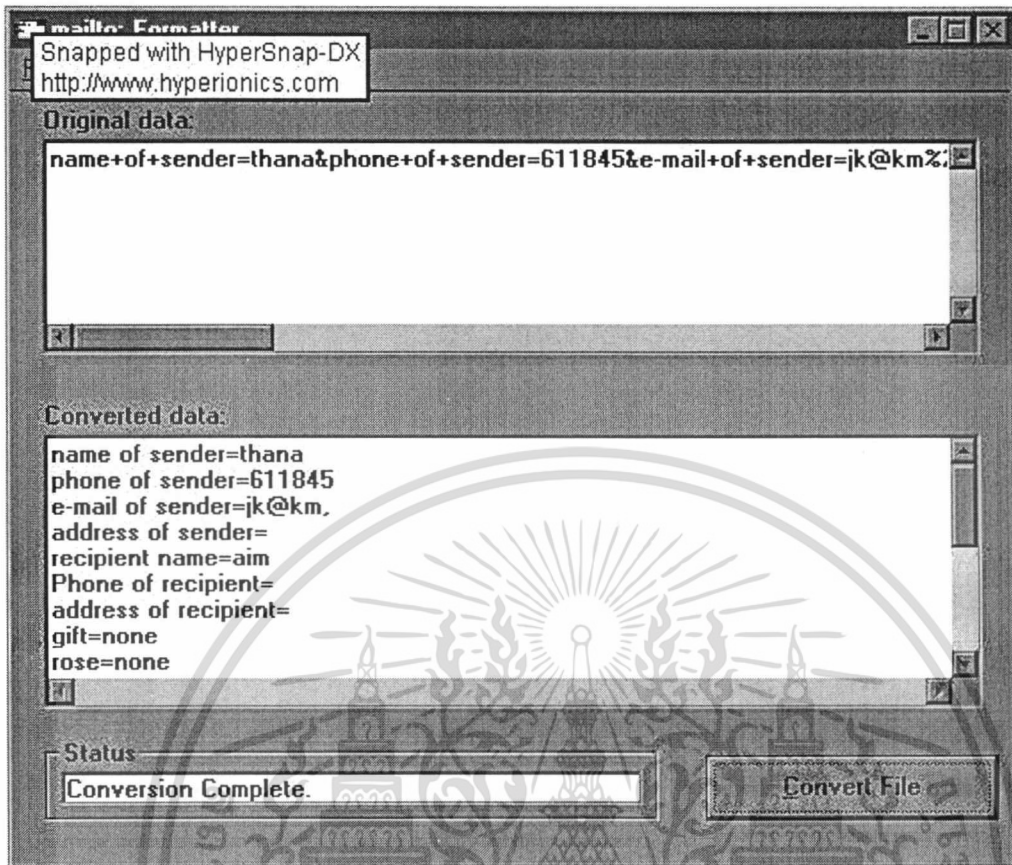 mailto: Formatter
Snapped with HyperSnap-DX
http://www.hyperionics.com
Original data:
name+of+sender=thana&phone+of+sender=611845&e-mail+of+sender=jk@km%2
Converted data:
name of sender=thana
phone of sender=611845
e-mail of sender=jk@km,
address of sender=
recipient name=aim
Phone of recipient=
address of recipient=
gift=none
rose=none
Status
Conversion Complete.
Convert File